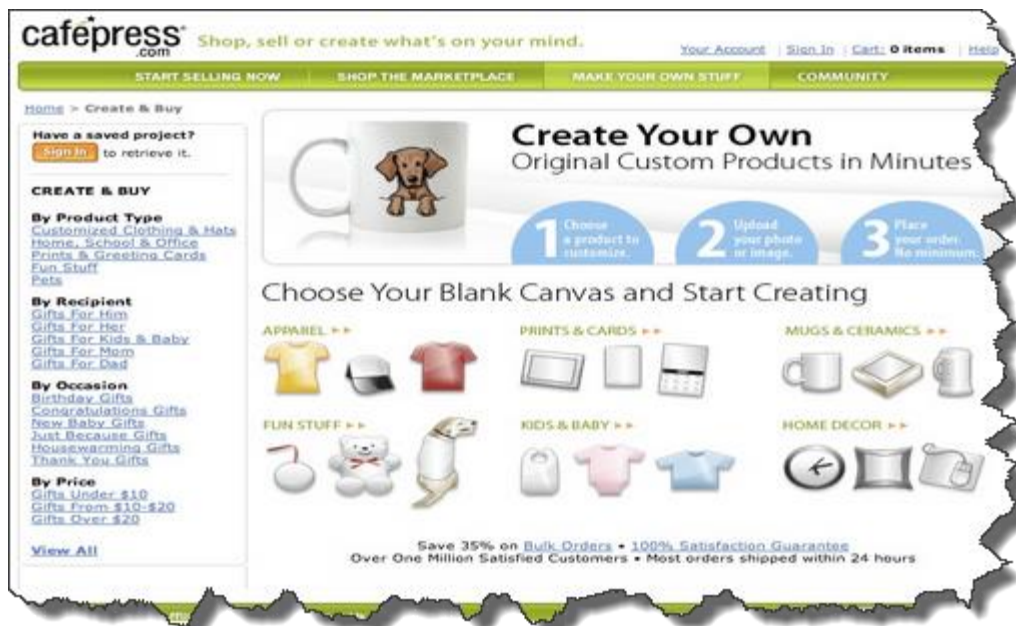 cafépress®
.com
Shop, sell or create what's on your mind.
Your Account | Sign In | Cart: 0 items | Help
START SELLING NOW
SHOP THE MARKETPLACE
MAKE YOUR OWN STUFF
COMMUNITY
Home > Create & Buy
Have a saved project?
Sign In to retrieve it.
CREATE & BUY
By Product Type
Customized Clothing & Hats
Home, School & Office
Prints & Greeting Cards
Fun Stuff
Pets
By Recipient
Gifts For Him
Gifts For Her
Gifts For Kids & Baby
Gifts For Mom
Gifts For Dad
By Occasion
Birthday Gifts
Congratulations Gifts
New Baby Gifts
Just Because Gifts
Housewarming Gifts
Thank You Gifts
By Price
Gifts Under $10
Gifts From $10-$20
Gifts Over $20
View All
Create Your Own
Original Custom Products in Minutes
1 Choose
a product to
customize.
2 Upload
your photo
or image.
3 Place
your order.
No minimum.
Choose Your Blank Canvas and Start Creating
APPAREL
PRINTS & CARDS
MUGS & CERAMICS
FUN STUFF
KIDS & BABY
HOME DECOR
Save 35% on Bulk Orders • 100% Satisfaction Guarantee
Over One Million Satisfied Customers • Most orders shipped within 24 hours